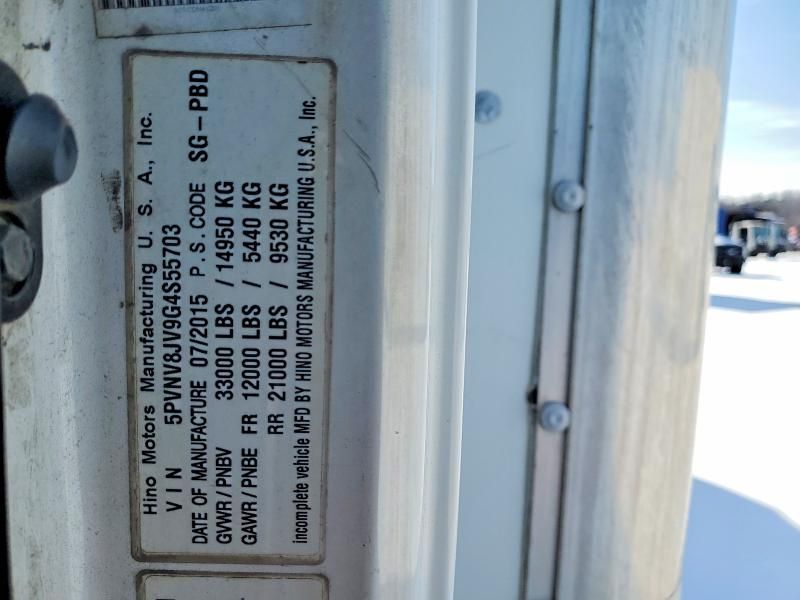 Hino Motors Manufacturing U. S. A., Inc.
VIN 5PVNV8JV9G4S55703
DATE OF MANUFACTURE 07/2015 P.S. CODE SG-PBD
GVWR/PNBV 33000 LBS /14950 KG
GAWR/PNBE FR 12000 LBS / 5440 KG
RR 21000 LBS / 9530 KG
incomplete vehicle MFD BY HINO MOTORS MANUFACTURING U.S.A., Inc.